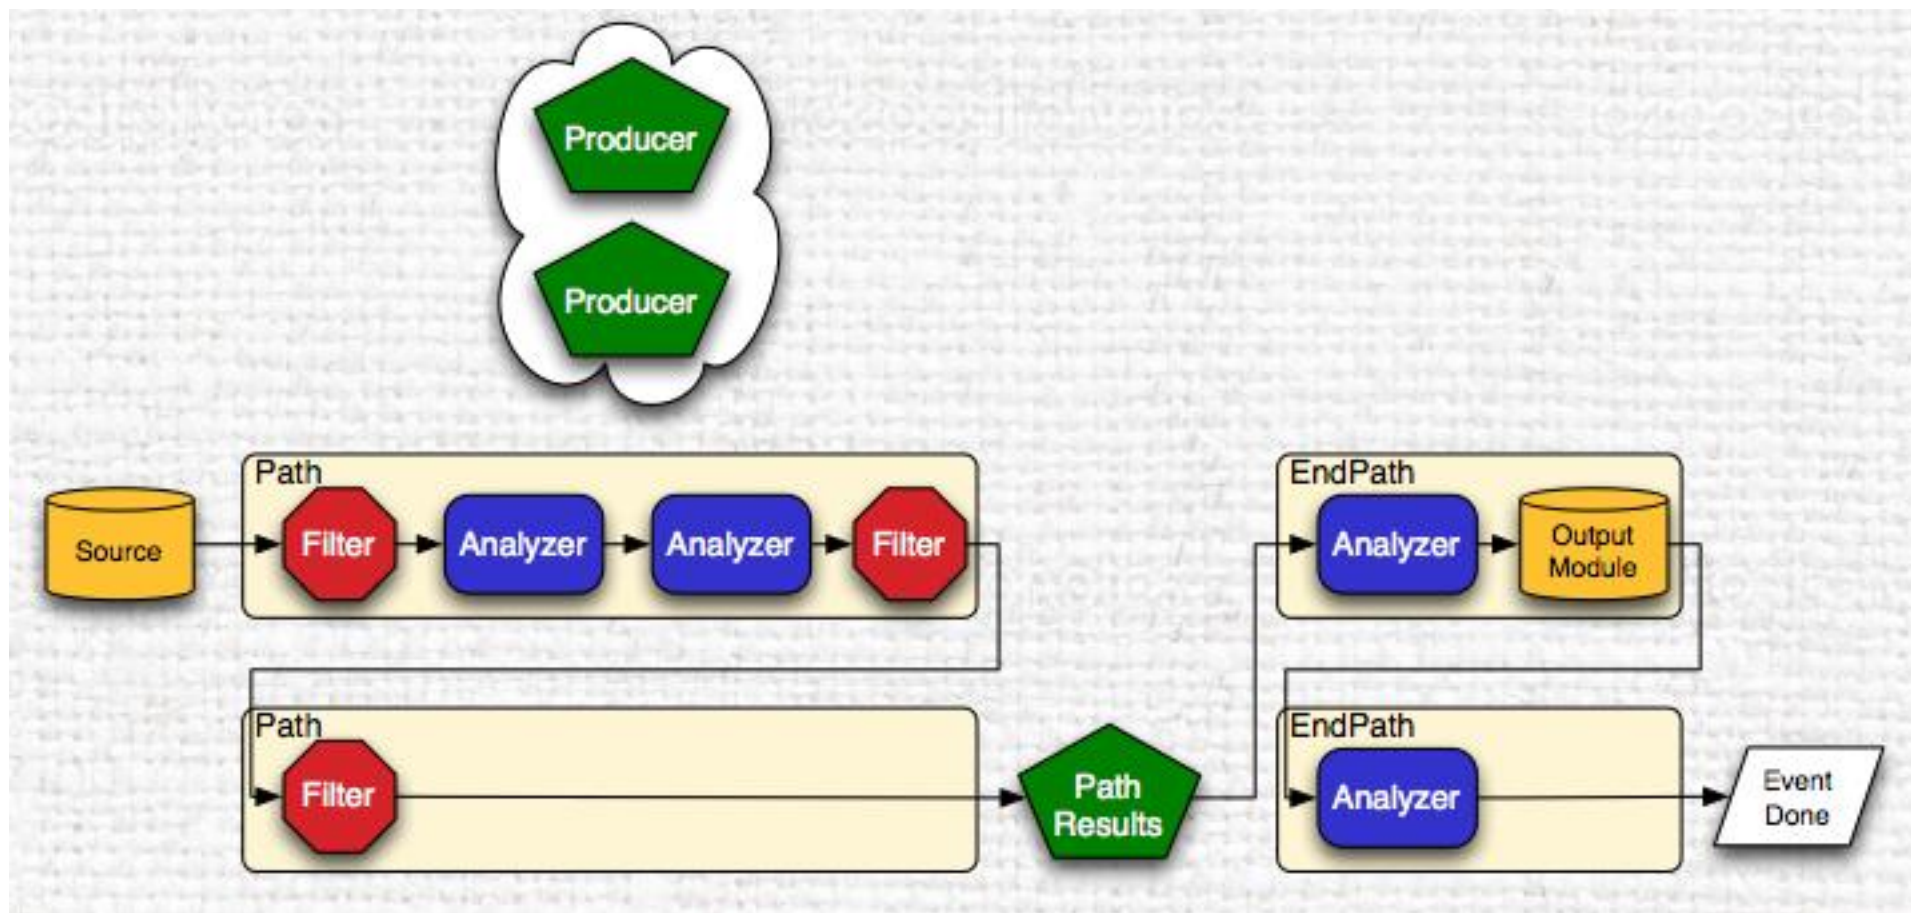 Producer
Producer
Path
Source
Filter
Analyzer
Analyzer
Filter
EndPath
Analyzer
Output
Module
Path
Filter
Path
Results
EndPath
Analyzer
Event
Done